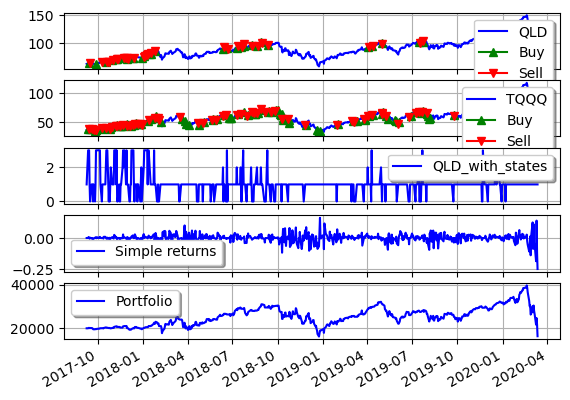 150
100
QLD
Buy
Sell
100
50
TQQQ
Buy
Sell
2
0
QLD_with_states
0.00
−0.25
Simple returns
40000
20000
Portfolio
2017-10 2018-01 2018-04 2018-07 2018-10 2019-01 2019-04 2019-07 2019-10 2020-01 2020-04